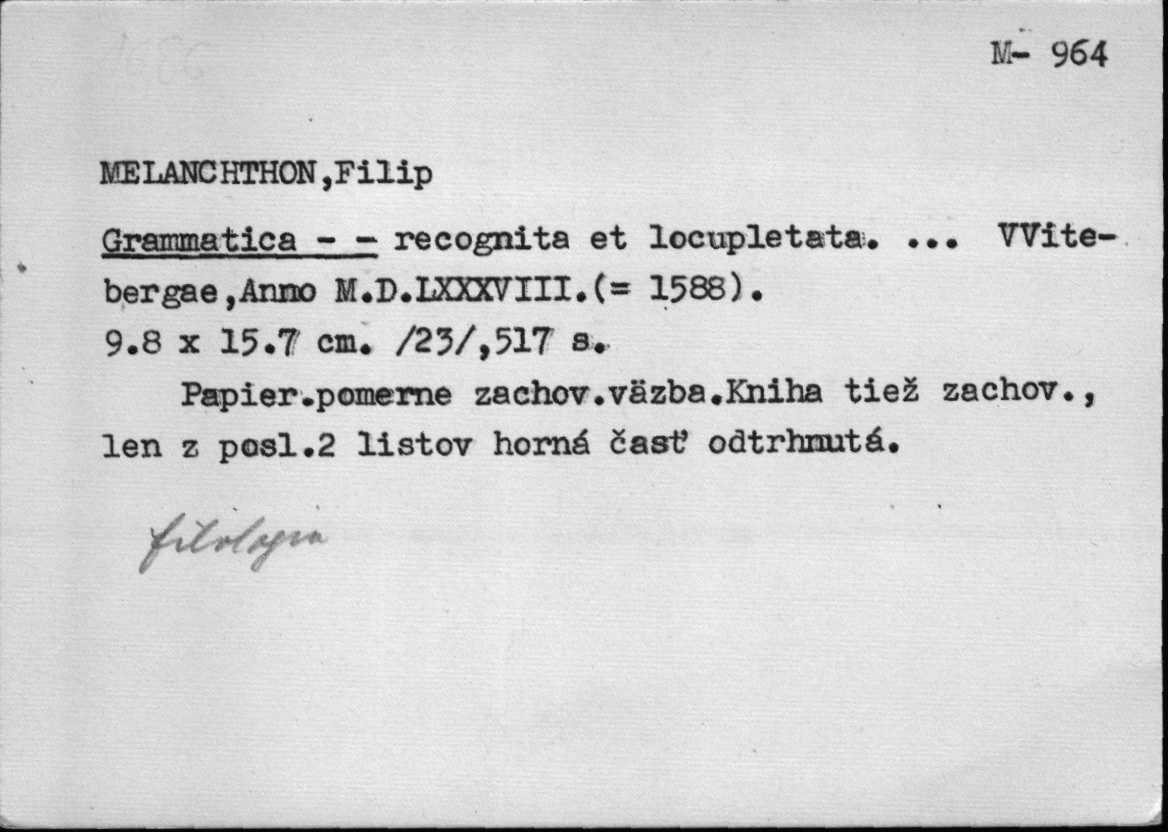 M- 964
MELANCHTHON,Filip
Grammatica - - recognita et locupletata. ... VVite-
bergae,Anno M.D.LXXXVIII.(= 1588).
9.8 x 15.7 cm. /23/,517 s.
Papier.pomerne zachov.väzba.Kniha tiež zachov.,
len z posl.2 listov horná časť odtrhnutá.
filologia